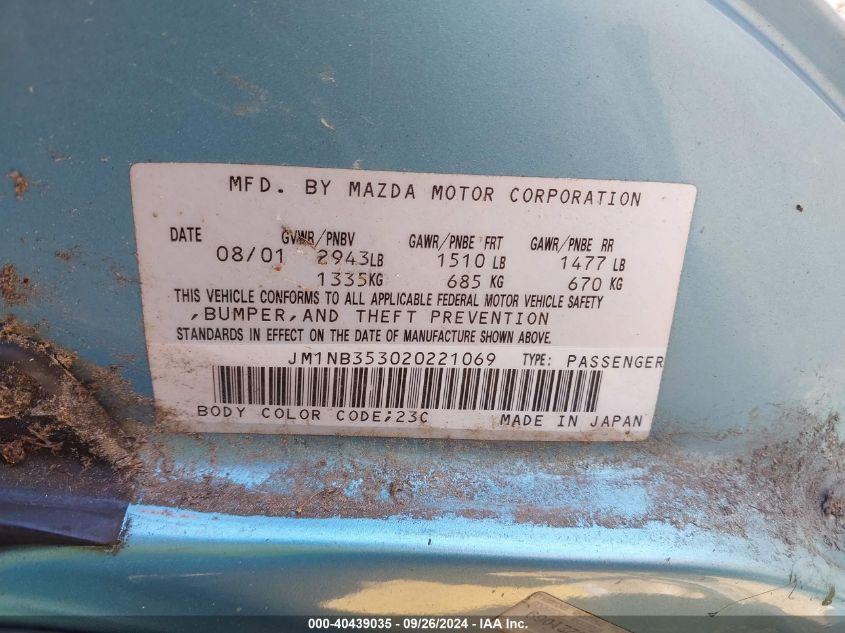 MFD. BY MAZDA MOTOR CORPORATION
DATE GVWR/PNBV GAWR/PNBE FRT GAWR/PNBE RR
08/01 2943LB 1510 LB 1477 LB
1335KG 685 KG 670 KG
THIS VEHICLE CONFORMS TO ALL APPLICABLE FEDERAL MOTOR VEHICLE SAFETY
,BUMPER,AND THEFT PREVENTION
STANDARDS IN EFFECT ON THE DATE OF MANUFACTURE SHOWN ABOVE.
JM1NB353020221069 TYPE: PASSENGER
BODY COLOR CODE;23C MADE IN JAPAN
000-40439035 - 09/26/2024 - IAA Inc.